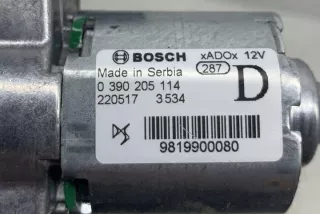 BOSCH xADOx 12V
Made in Serbia 287
0 390 205 114
220517 3534 D
9819900080